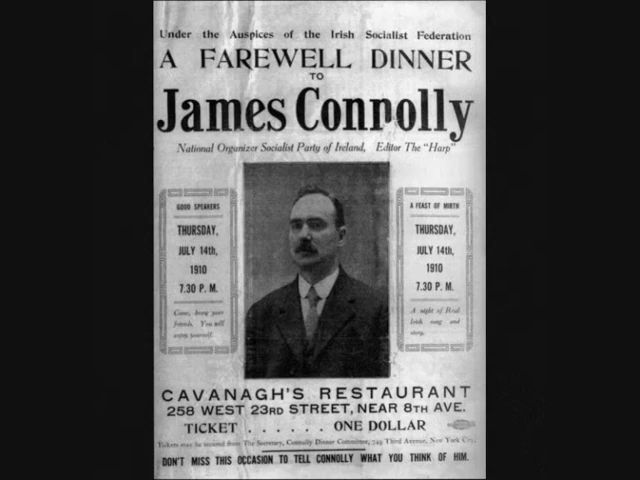 Under the Auspices of the Irish Socialist Federation
A FAREWELL DINNER
TO
James Connolly
National Organizer Socialist Party of Ireland, Editor The "Harp"
GOOD SPEAKERS
THURSDAY,
JULY 14th,
1910
7.30 P. M.
Come, bring your
friends. You will
enjoy yourself.
A FEAST OF MIRTH
THURSDAY,
JULY 14th,
1910
7.30 P. M.
A night of Real
Irish song and
story.
CAVANAGH'S RESTAURANT
258 WEST 23RD STREET, NEAR 8TH AVE.
TICKET . . . . . . ONE DOLLAR
Tickets may be secured from The Secretary, Connolly Dinner Committee, 749 Third Avenue, New York City.
DON'T MISS THIS OCCASION TO TELL CONNOLLY WHAT YOU THINK OF HIM.